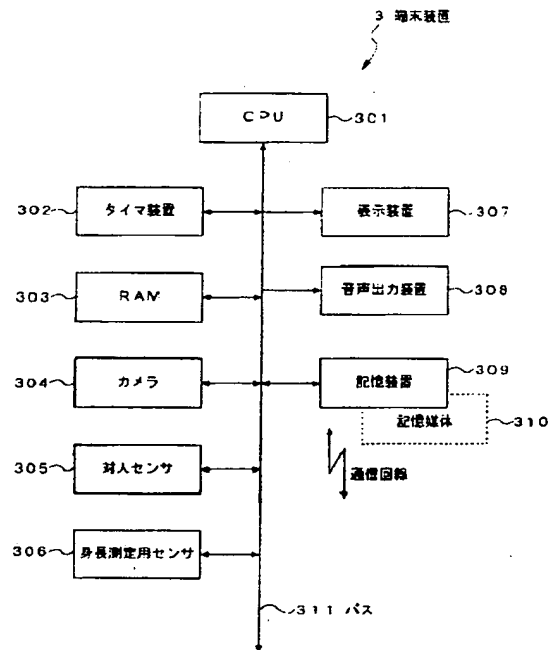 3 端末装置
CPU
301
302
タイマ装置
表示装置
307
303
RAM
音声出力装置
308
304
カメラ
記憶装置
309
記憶媒体
310
305
対人センサ
通信回線
306
身長測定用センサ
311 バス